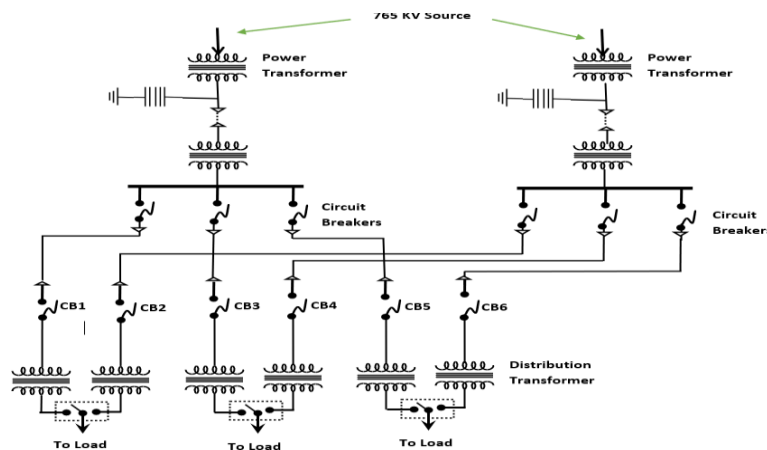 765 KV Source
Power
Transformer
Power
Transformer
Circuit
Breakers
Circuit
Breakers
CB1
CB2
CB3
CB4
CB5
CB6
Distribution
Transformer
To Load
To Load
To Load